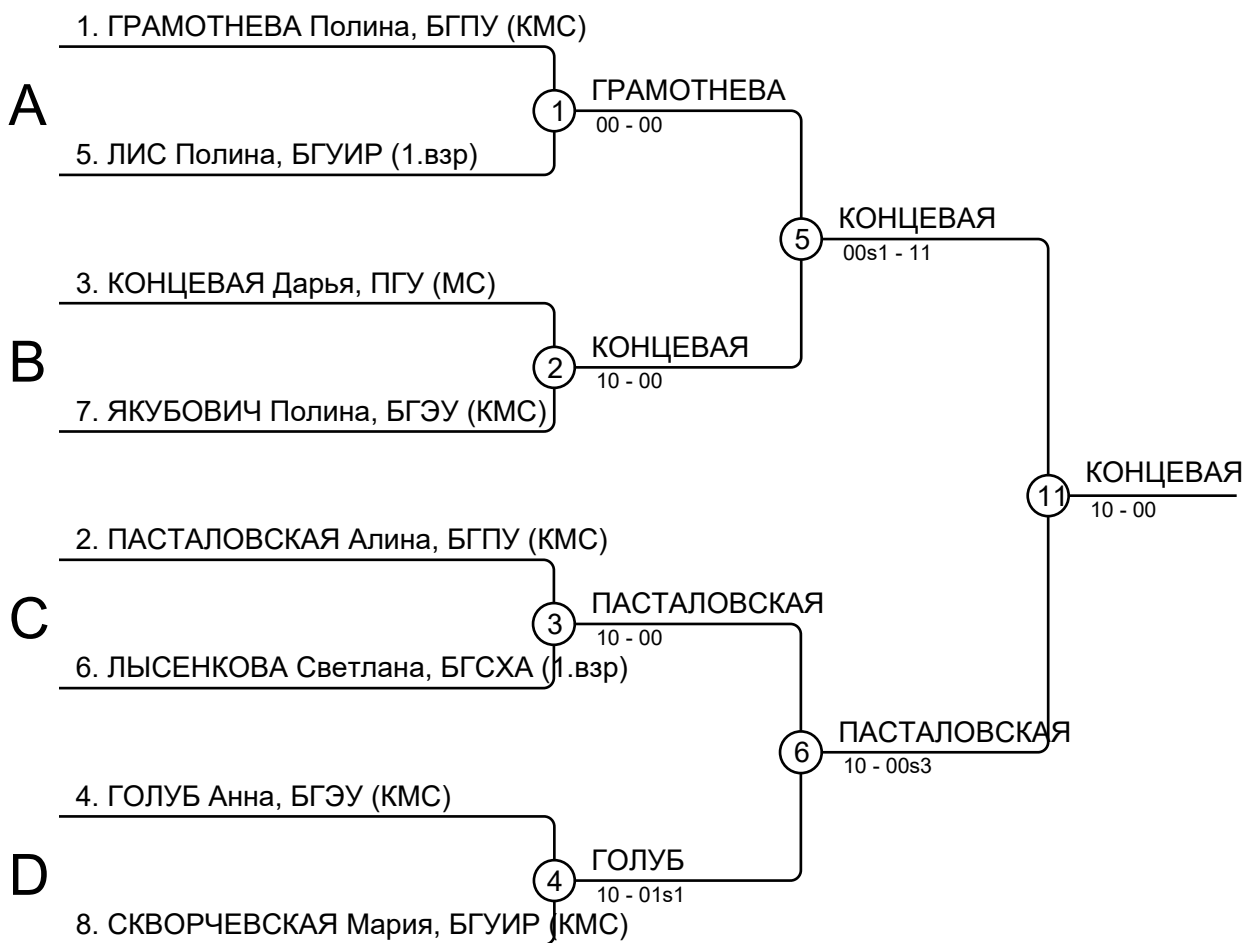 1. ГРАМОТНЕВА Полина, БГПУ (КМС)
A
1
ГРАМОТНЕВА
00 - 00
5. ЛИС Полина, БГУИР (1.взр)
5
КОНЦЕВАЯ
00s1 - 11
3. КОНЦЕВАЯ Дарья, ПГУ (МС)
B
2
КОНЦЕВАЯ
10 - 00
7. ЯКУБОВИЧ Полина, БГЭУ (КМС)
11
КОНЦЕВАЯ
10 - 00
2. ПАСТАЛОВСКАЯ Алина, БГПУ (КМС)
C
3
ПАСТАЛОВСКАЯ
10 - 00
6. ЛЫСЕНКОВА Светлана, БГСХА (1.взр)
6
ПАСТАЛОВСКАЯ
10 - 00s3
4. ГОЛУБ Анна, БГЭУ (КМС)
D
4
ГОЛУБ
10 - 01s1
8. СКВОРЧЕВСКАЯ Мария, БГУИР (КМС)